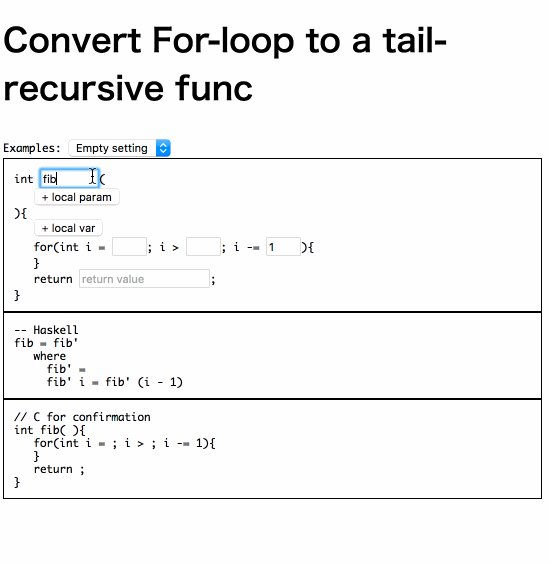 Convert For-loop to a tail-
recursive func
Examples: Empty setting
int fib (
+ local param
){
+ local var
for(int i = ; i > ; i -= 1 ){
}
return return value ;
}
-- Haskell
fib = fib'
where
fib' =
fib' i = fib' (i - 1)
// C for confirmation
int fib( ){
for(int i = ; i > ; i -= 1){
}
return ;
}